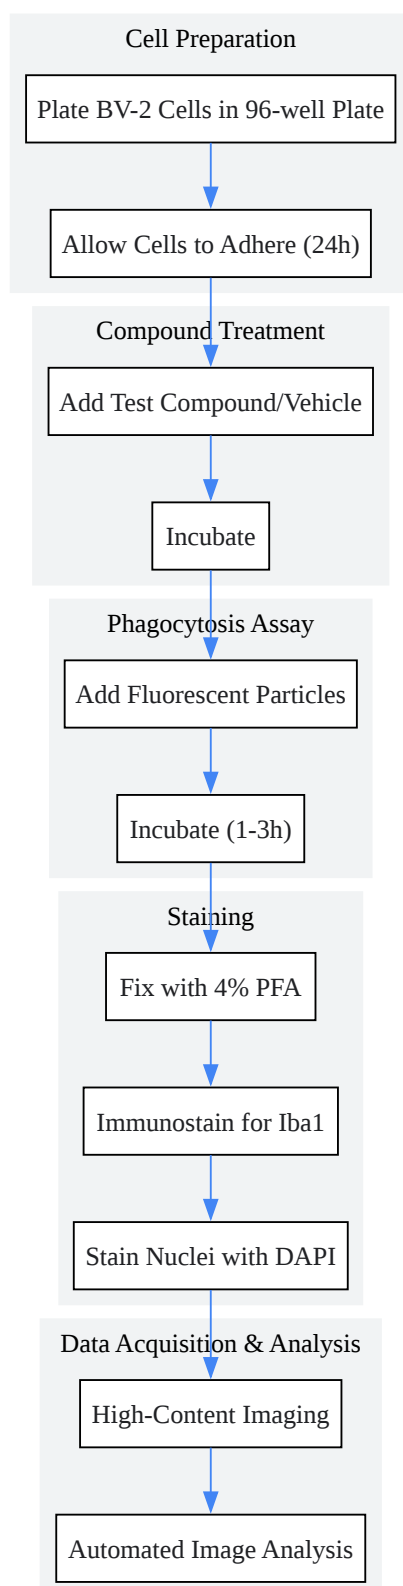 Cell Preparation
Plate BV-2 Cells in 96-well Plate
Allow Cells to Adhere (24h)
Compound Treatment
Add Test Compound/Vehicle
Incubate
Phagocytosis Assay
Add Fluorescent Particles
Incubate (1-3h)
Staining
Fix with 4% PFA
Immunostain for Iba1
Stain Nuclei with DAPI
Data Acquisition & Analysis
High-Content Imaging
Automated Image Analysis